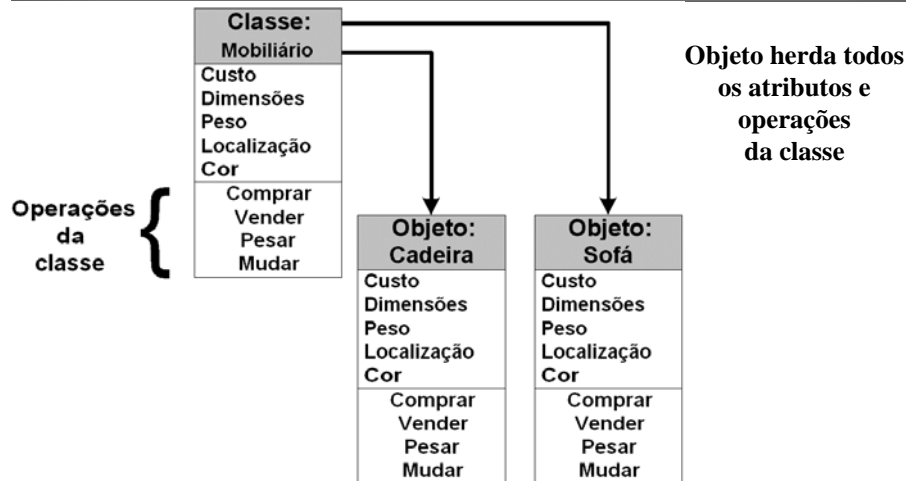 Classe:
Mobiliário
Custo
Dimensões
Peso
Localização
Cor
Comprar
Vender
Pesar
Mudar
Operações
da
classe
Objeto herda todos
os atributos e
operações
da classe
Objeto:
Cadeira
Custo
Dimensões
Peso
Localização
Cor
Comprar
Vender
Pesar
Mudar
Objeto:
Sofá
Custo
Dimensões
Peso
Localização
Cor
Comprar
Vender
Pesar
Mudar